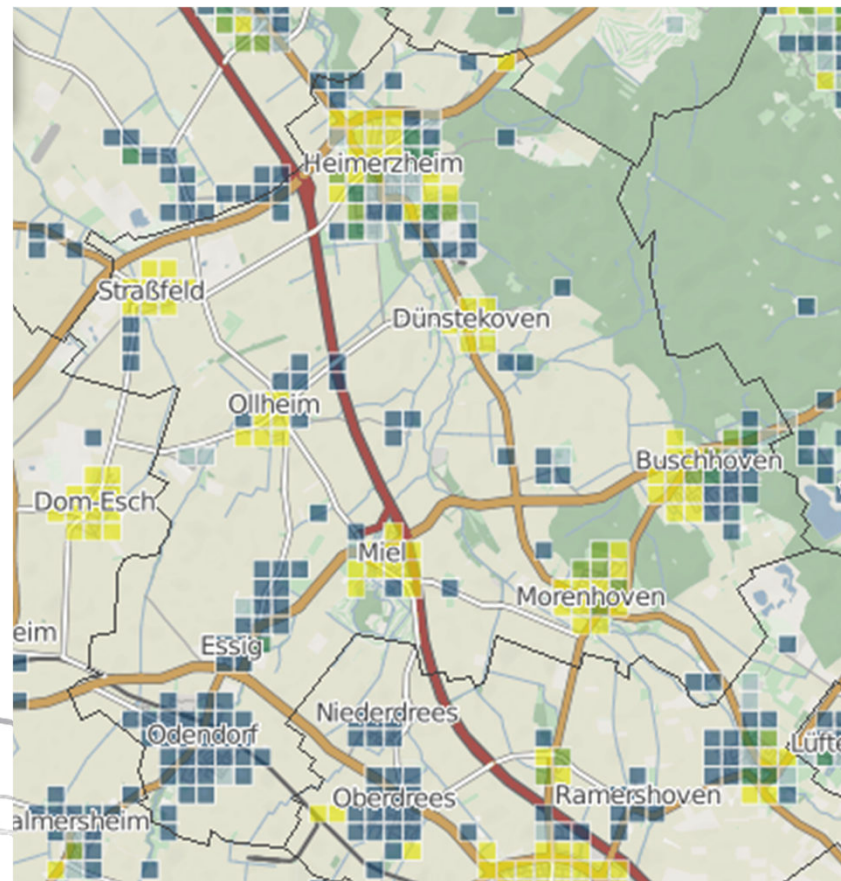 Heimerzheim
Straßfeld
Dünstekoven
Ollheim
Buschhoven
Dom-Esch
Miel
Morenhoven
eim
Essig
Niederdrees
Odendorf
Lüfte
Oberdrees
Ramershoven
almersheim